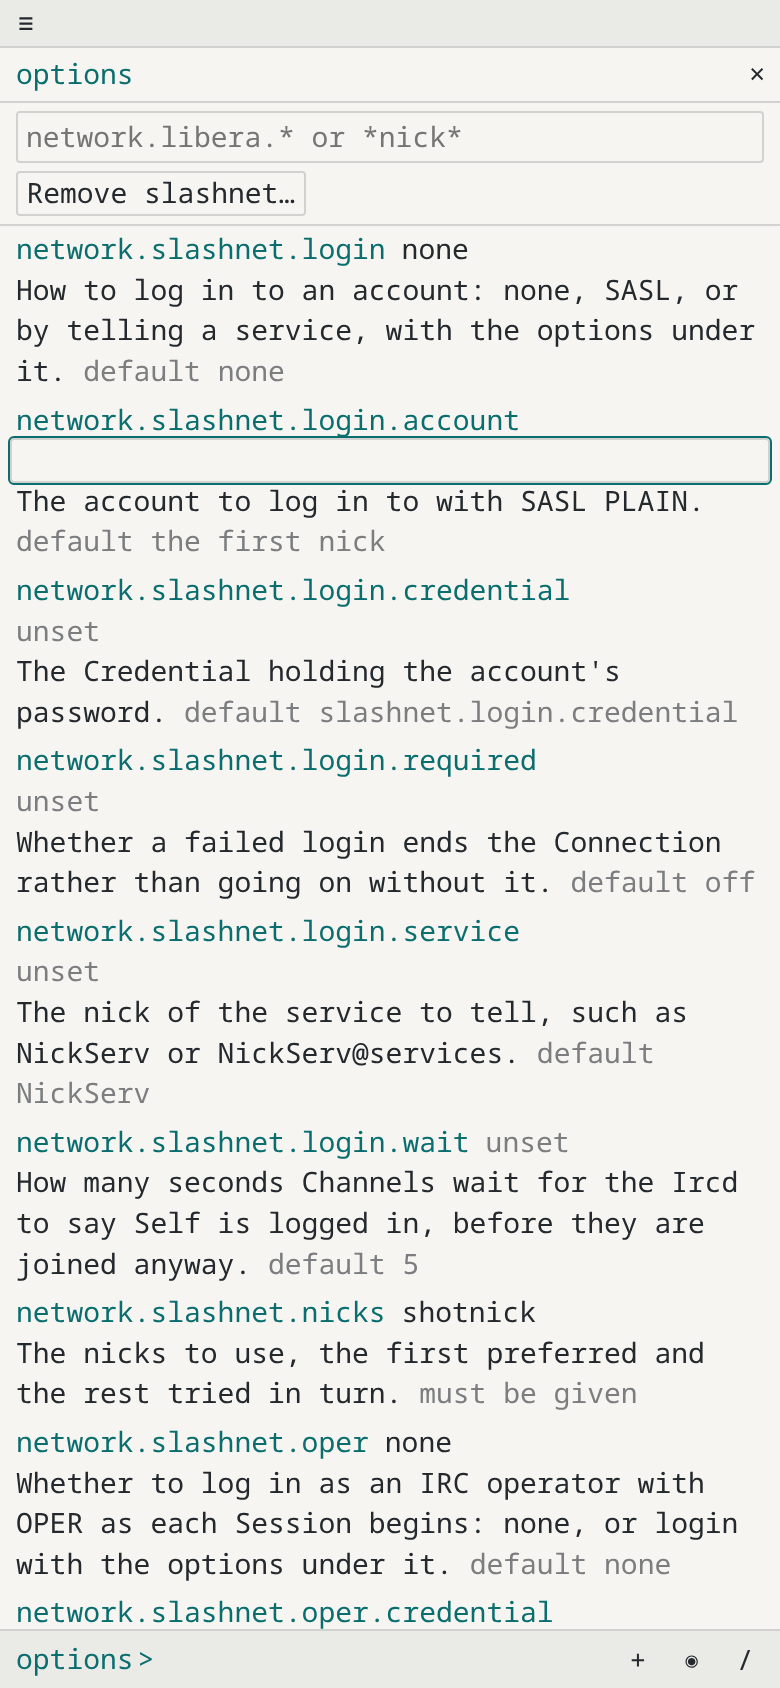 ≡
options ×
network.libera.* or *nick*
Remove slashnet…
network.slashnet.login none
How to log in to an account: none, SASL, or
by telling a service, with the options under
it. default none
network.slashnet.login.account
The account to log in to with SASL PLAIN.
default the first nick
network.slashnet.login.credential
unset
The Credential holding the account's
password. default slashnet.login.credential
network.slashnet.login.required
unset
Whether a failed login ends the Connection
rather than going on without it. default off
network.slashnet.login.service
unset
The nick of the service to tell, such as
NickServ or NickServ@services. default
NickServ
network.slashnet.login.wait unset
How many seconds Channels wait for the Ircd
to say Self is logged in, before they are
joined anyway. default 5
network.slashnet.nicks shotnick
The nicks to use, the first preferred and
the rest tried in turn. must be given
network.slashnet.oper none
Whether to log in as an IRC operator with
OPER as each Session begins: none, or login
with the options under it. default none
network.slashnet.oper.credential
options> + ◉ /